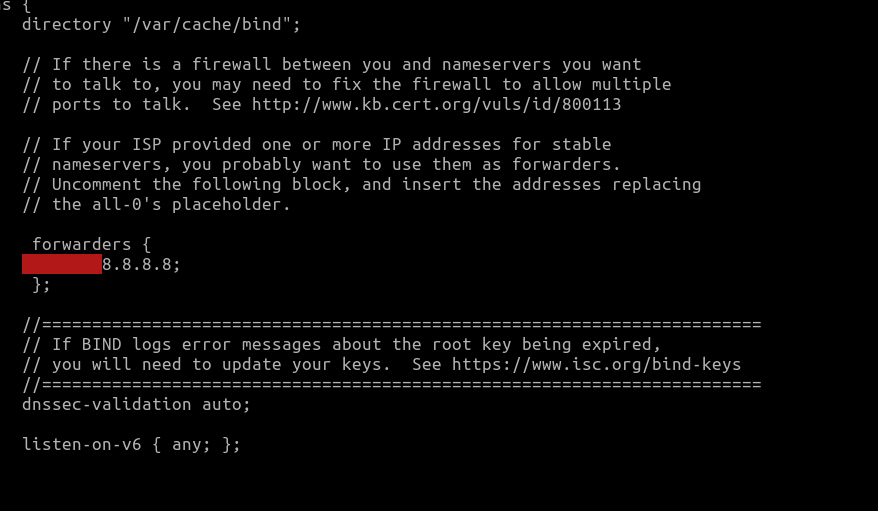 s {
directory "/var/cache/bind";
// If there is a firewall between you and nameservers you want
// to talk to, you may need to fix the firewall to allow multiple
// ports to talk.  See http://www.kb.cert.org/vuls/id/800113
// If your ISP provided one or more IP addresses for stable
// nameservers, you probably want to use them as forwarders.
// Uncomment the following block, and insert the addresses replacing
// the all-0's placeholder.
forwarders {
8.8.8.8;
};
//========================================================================
// If BIND logs error messages about the root key being expired,
// you will need to update your keys.  See https://www.isc.org/bind-keys
//========================================================================
dnssec-validation auto;
listen-on-v6 { any; };